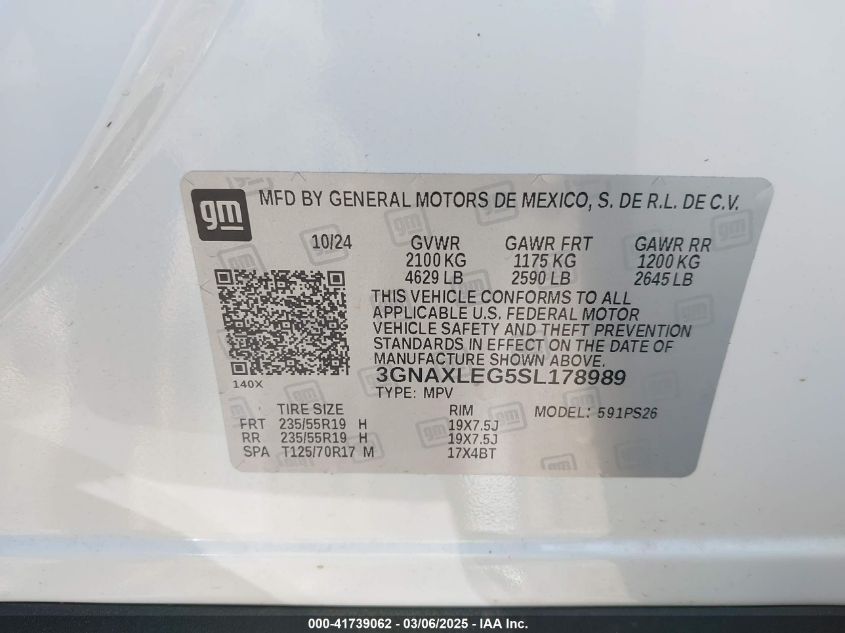 gm MFD BY GENERAL MOTORS DE MEXICO, S. DE R.L. DE C.V.
10/24 GVWR GAWR FRT GAWR RR
2100 KG 1175 KG 1200 KG
4629 LB 2590 LB 2645 LB
THIS VEHICLE CONFORMS TO ALL
APPLICABLE U.S. FEDERAL MOTOR
VEHICLE SAFETY AND THEFT PREVENTION
STANDARDS IN EFFECT ON THE DATE OF
MANUFACTURE SHOWN ABOVE.
140X 3GNAXLEG5SL178989
TYPE: MPV
TIRE SIZE RIM MODEL: 591PS26
FRT 235/55R19 H 19X7.5J
RR 235/55R19 H 19X7.5J
SPA T125/70R17 M 17X4BT
000-41739062 - 03/06/2025 - IAAI.com